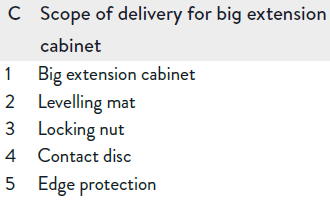 C Scope of delivery for big extension
cabinet
1 Big extension cabinet
2 Levelling mat
3 Locking nut
4 Contact disc
5 Edge protection